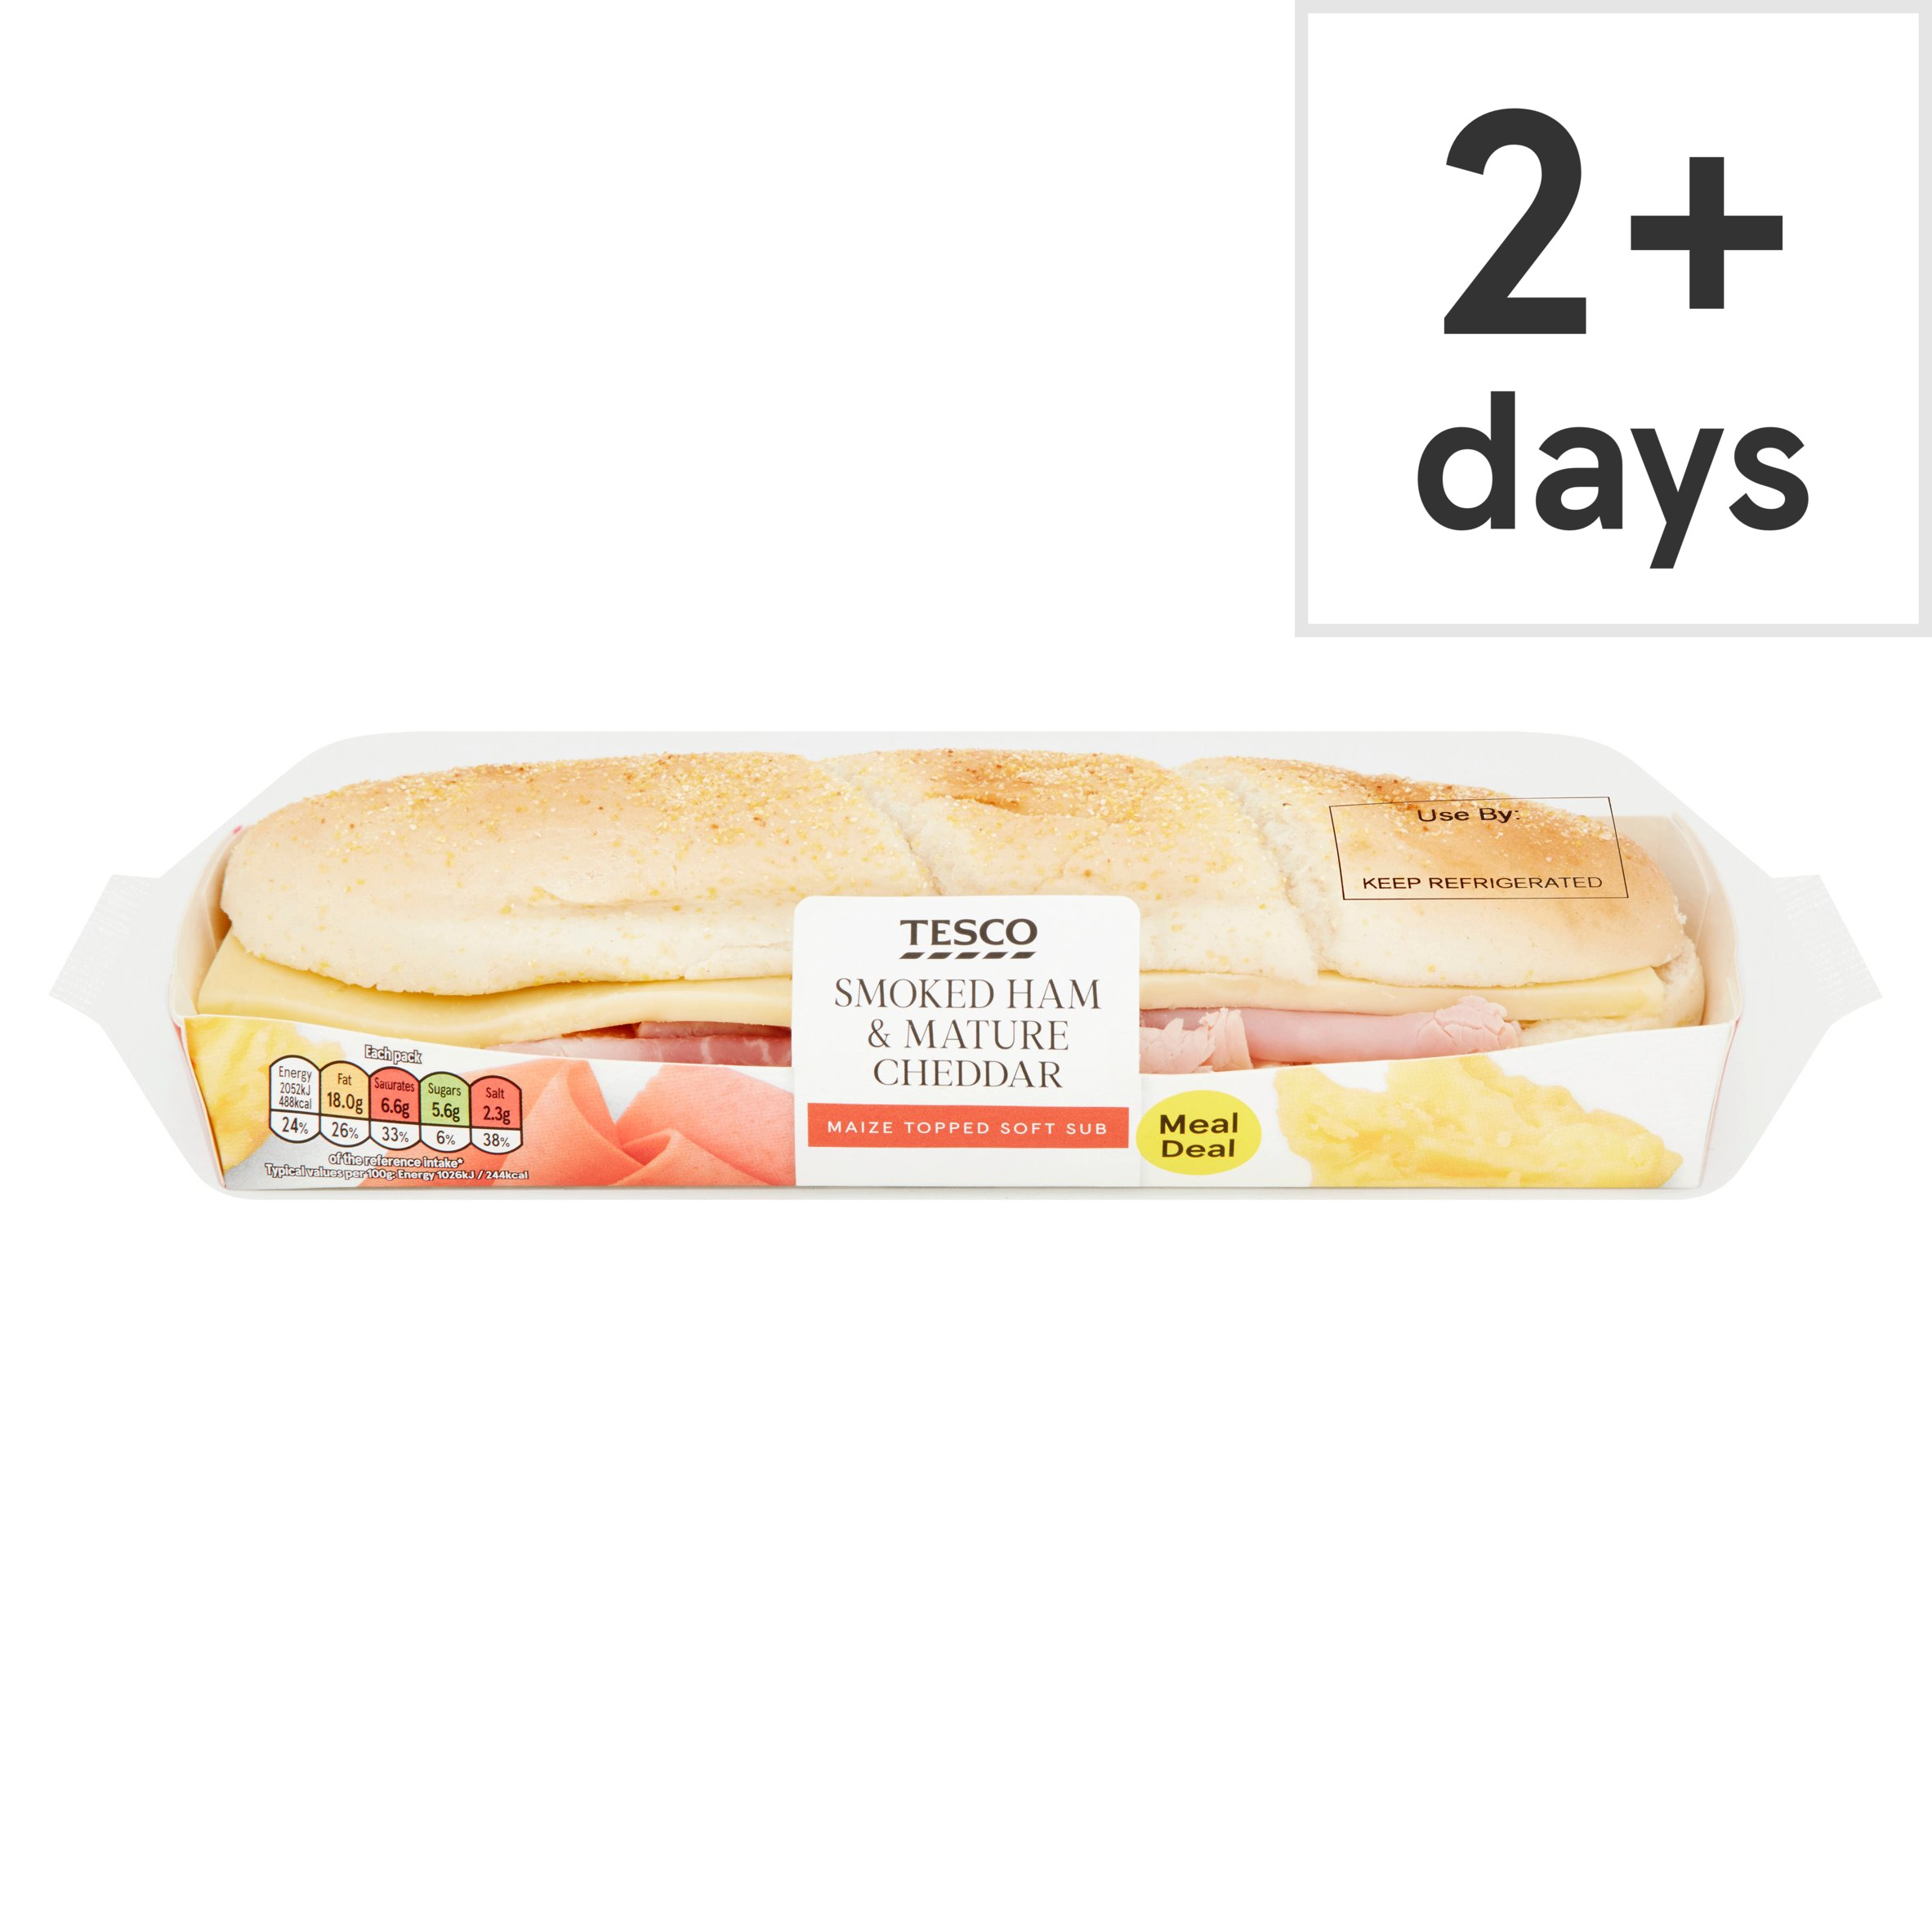 2+
days
Use By:
KEEP REFRIGERATED
TESCO
SMOKED HAM
& MATURE
CHEDDAR
MAIZE TOPPED SOFT SUB
Meal
Deal
Each pack
Energy
2052kJ
488kcal
24%
Fat
18.0g
26%
Saturates
6.6g
33%
Sugars
5.6g
6%
Salt
2.3g
38%
of the reference intake*
Typical values per 100g: Energy 1026kJ / 244kcal